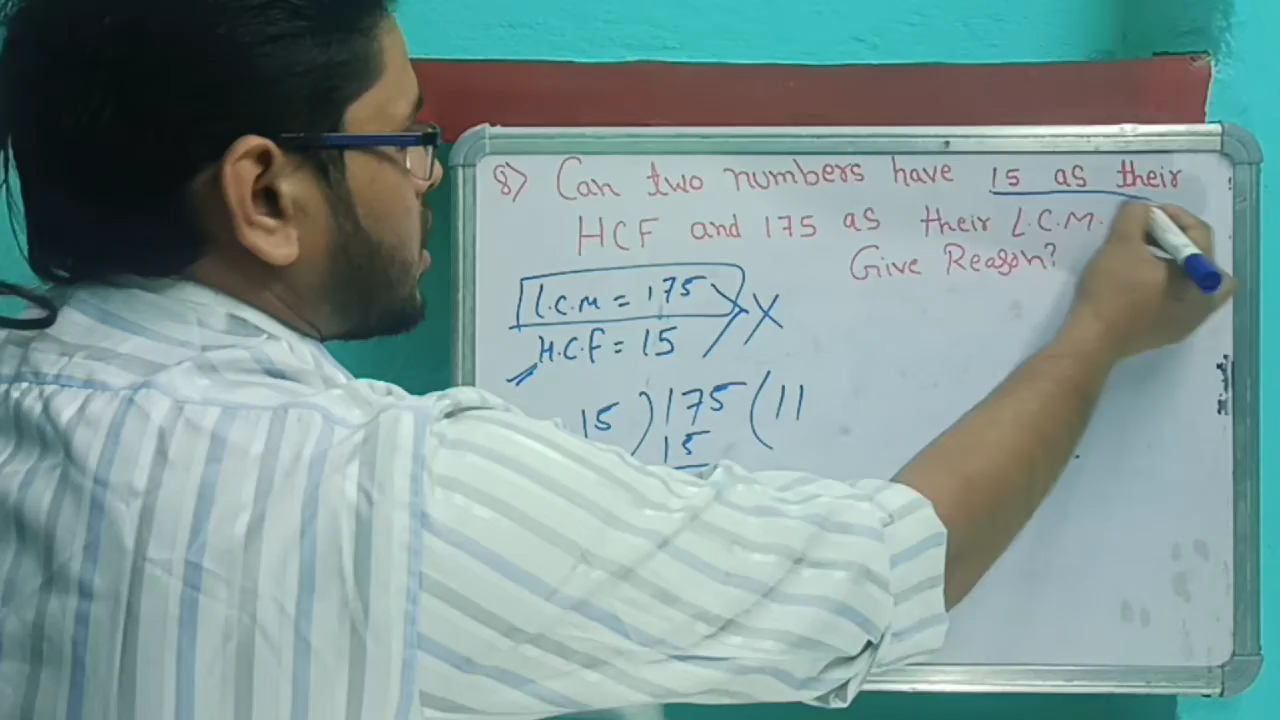 8) Can two numbers have 15 as their
HCF and 175 as their L.C.M.
Give Reason?
L.C.M = 175
H.C.F = 15
15 ) 175 ( 11
15